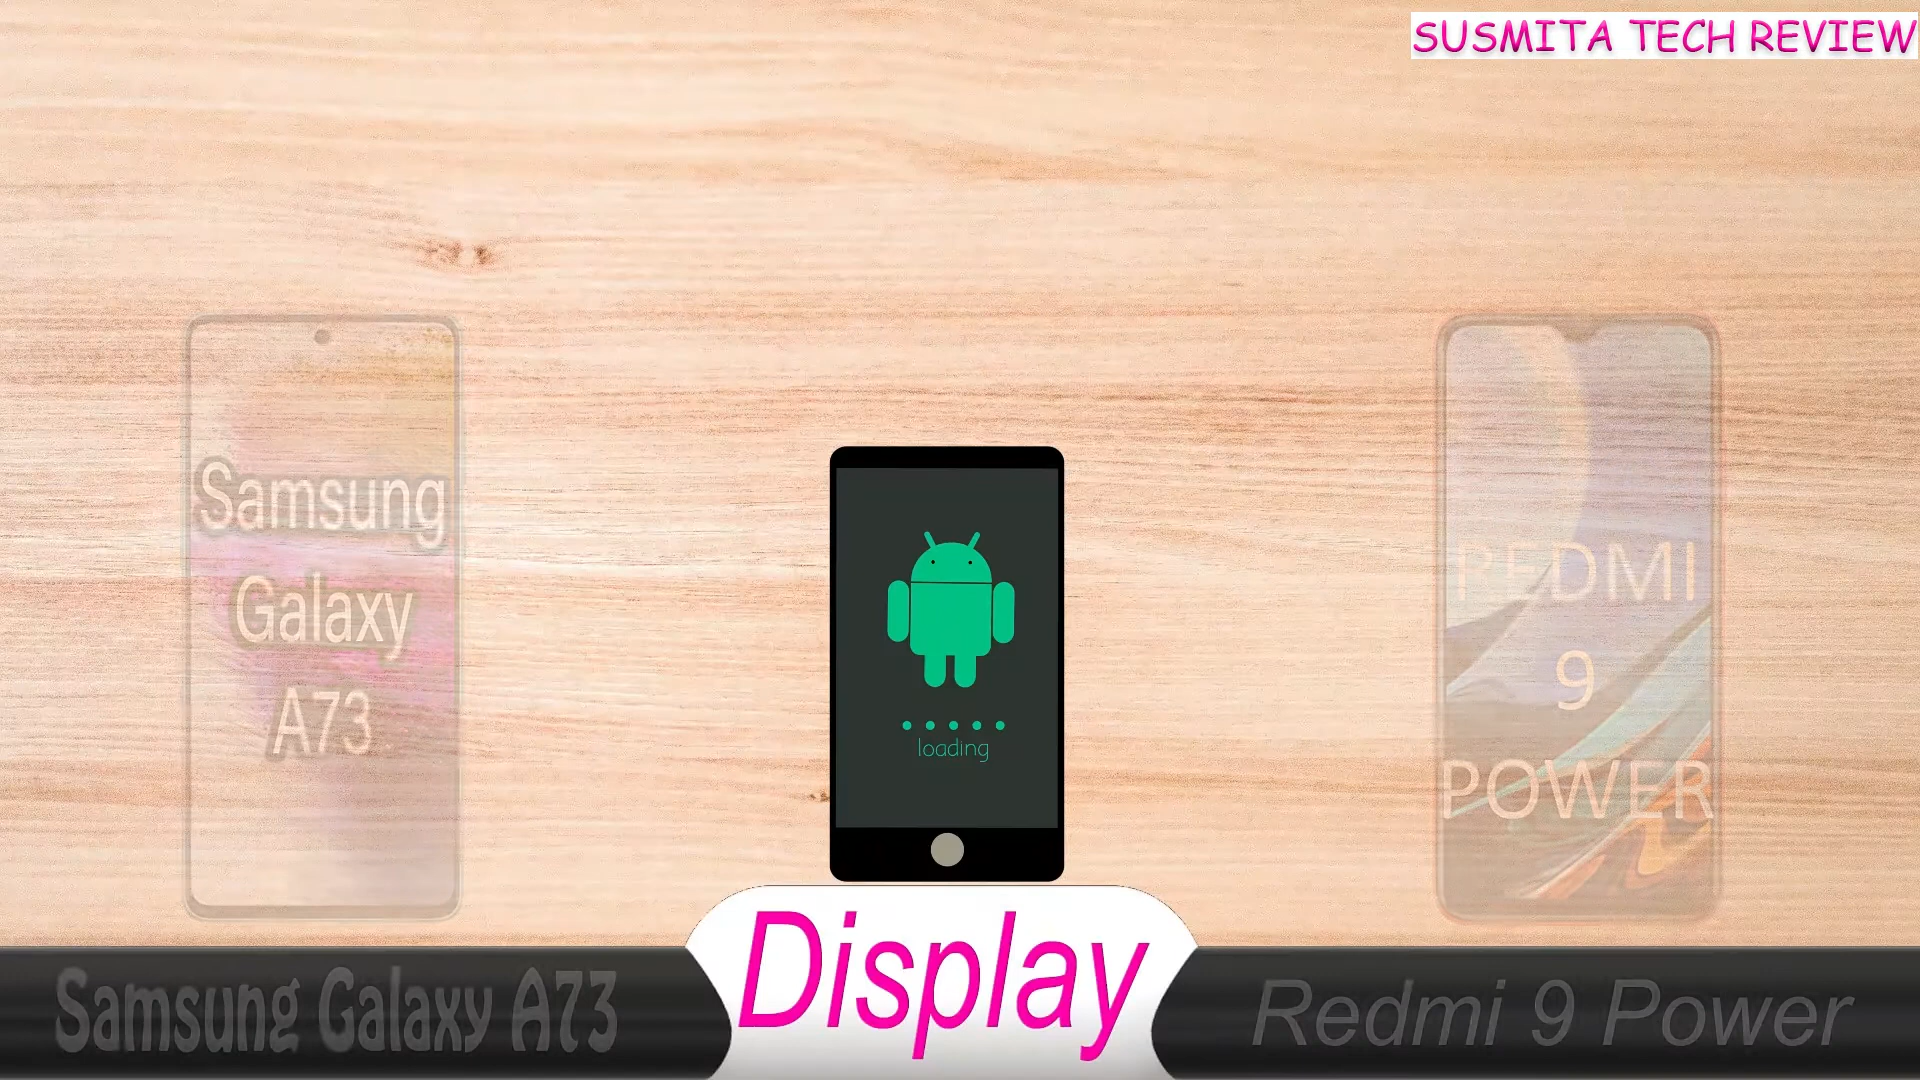 SUSMITA TECH REVIEW
Samsung
Galaxy
A73
loading
REDMI
9
POWER
Samsung Galaxy A73
Display
Redmi 9 Power